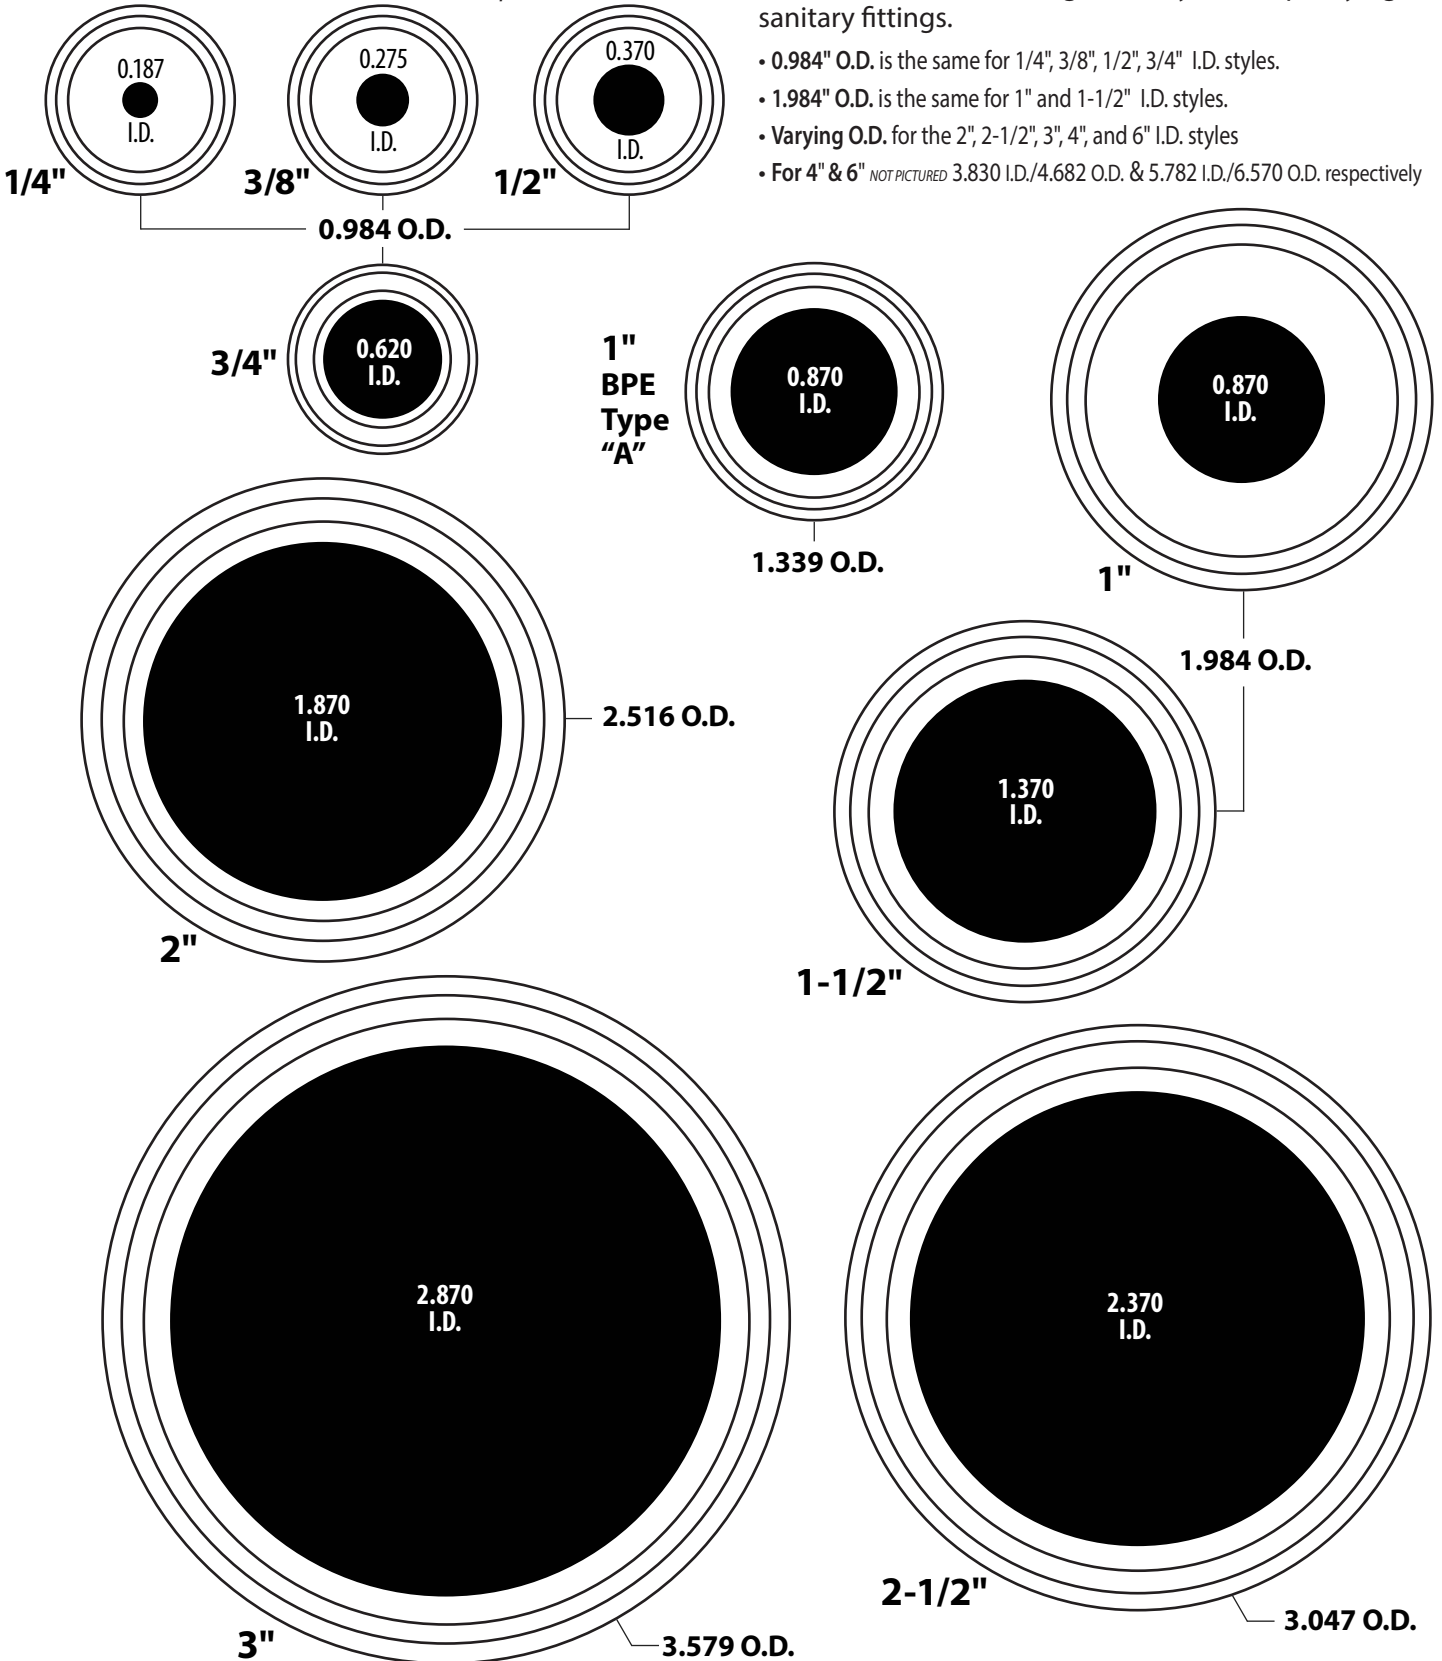 sanitary fittings.
• 0.984" O.D. is the same for 1/4", 3/8", 1/2", 3/4" I.D. styles.
• 1.984" O.D. is the same for 1" and 1-1/2" I.D. styles.
• Varying O.D. for the 2", 2-1/2", 3", 4", and 6" I.D. styles
• For 4" & 6" NOT PICTURED 3.830 I.D./4.682 O.D. & 5.782 I.D./6.570 O.D. respectively
0.187
I.D.
1/4"
0.275
I.D.
3/8"
0.370
I.D.
1/2"
0.984 O.D.
3/4"
0.620
I.D.
1"
BPE
Type
“A”
0.870
I.D.
1.339 O.D.
0.870
I.D.
1"
1.984 O.D.
1.870
I.D.
2.516 O.D.
2"
1.370
I.D.
1-1/2"
2.870
I.D.
3"
3.579 O.D.
2.370
I.D.
2-1/2"
3.047 O.D.